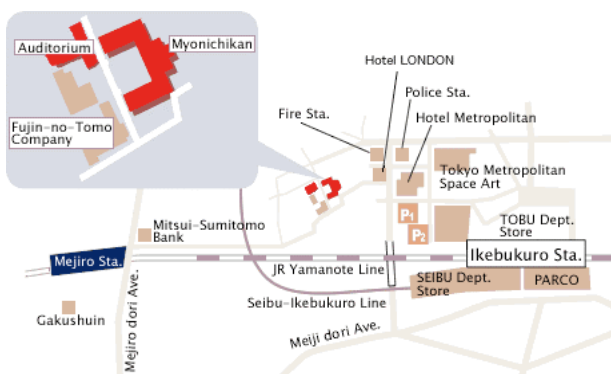 Auditorium
Myonichikan
Fujin-no-Tomo
Company
Hotel LONDON
Police Sta.
Fire Sta.
Hotel Metropolitan
Tokyo Metropolitan
Space Art
P1
P2
TOBU Dept.
Store
Mitsui-Sumitomo
Bank
Ikebukuro Sta.
Mejiro Sta.
JR Yamanote Line
SEIBU Dept.
Store
PARCO
Seibu-Ikebukuro Line
Gakushuin
Mejiro dori Ave.
Meiji dori Ave.